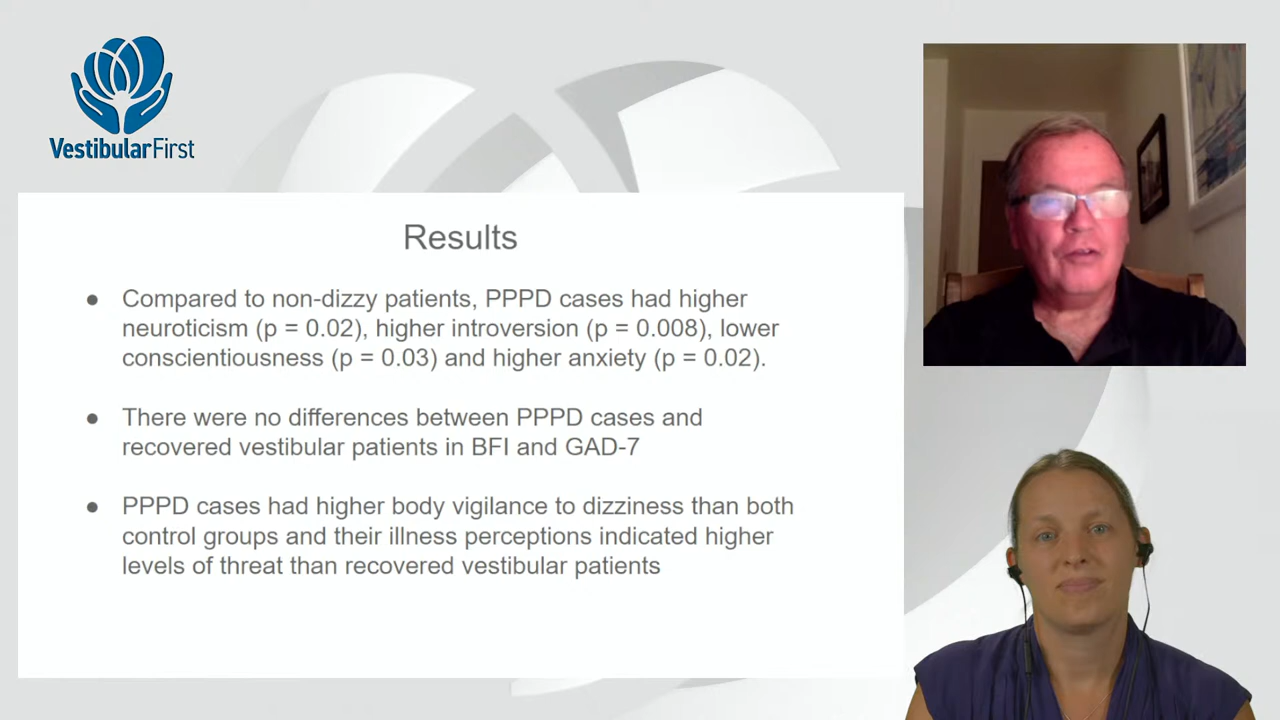 VestibularFirst
Results
● Compared to non-dizzy patients, PPPD cases had higher
neuroticism (p = 0.02), higher introversion (p = 0.008), lower
conscientiousness (p = 0.03) and higher anxiety (p = 0.02).
● There were no differences between PPPD cases and
recovered vestibular patients in BFI and GAD-7
● PPPD cases had higher body vigilance to dizziness than both
control groups and their illness perceptions indicated higher
levels of threat than recovered vestibular patients